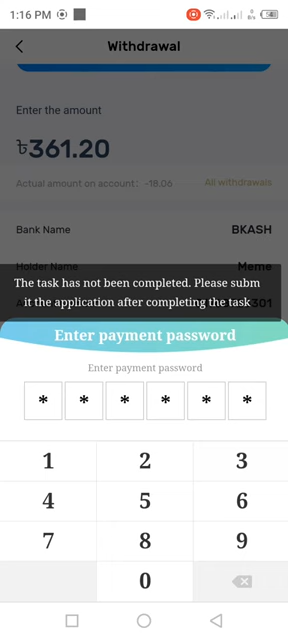 1:16 PM
Withdrawal
Enter the amount
৳361.20
Actual amount on account: -18.06 All withdrawals
Bank Name BKASH
Holder Name Meme
The task has not been completed. Please subm
it the application after completing the task
301
Enter payment password
Enter payment password
* * * * * *
1 2 3
4 5 6
7 8 9
0